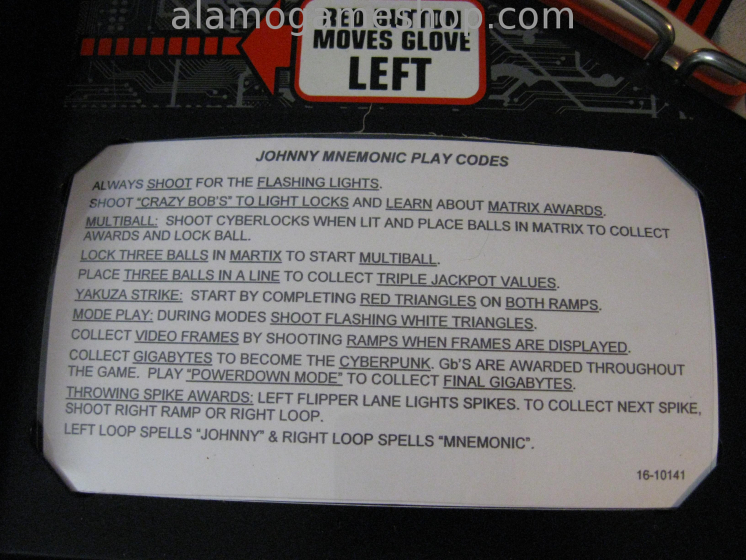 alamogameshop.com
RED BUTTON
MOVES GLOVE
LEFT
JOHNNY MNEMONIC PLAY CODES
ALWAYS SHOOT FOR THE FLASHING LIGHTS.
SHOOT "CRAZY BOB'S" TO LIGHT LOCKS AND LEARN ABOUT MATRIX AWARDS.
MULTIBALL: SHOOT CYBERLOCKS WHEN LIT AND PLACE BALLS IN MATRIX TO COLLECT
AWARDS AND LOCK BALL.
LOCK THREE BALLS IN MARTIX TO START MULTIBALL.
PLACE THREE BALLS IN A LINE TO COLLECT TRIPLE JACKPOT VALUES.
YAKUZA STRIKE: START BY COMPLETING RED TRIANGLES ON BOTH RAMPS.
MODE PLAY: DURING MODES SHOOT FLASHING WHITE TRIANGLES.
COLLECT VIDEO FRAMES BY SHOOTING RAMPS WHEN FRAMES ARE DISPLAYED.
COLLECT GIGABYTES TO BECOME THE CYBERPUNK. Gb'S ARE AWARDED THROUGHOUT
THE GAME. PLAY "POWERDOWN MODE" TO COLLECT FINAL GIGABYTES.
THROWING SPIKE AWARDS: LEFT FLIPPER LANE LIGHTS SPIKES. TO COLLECT NEXT SPIKE,
SHOOT RIGHT RAMP OR RIGHT LOOP.
LEFT LOOP SPELLS "JOHNNY" & RIGHT LOOP SPELLS "MNEMONIC".
16-10141